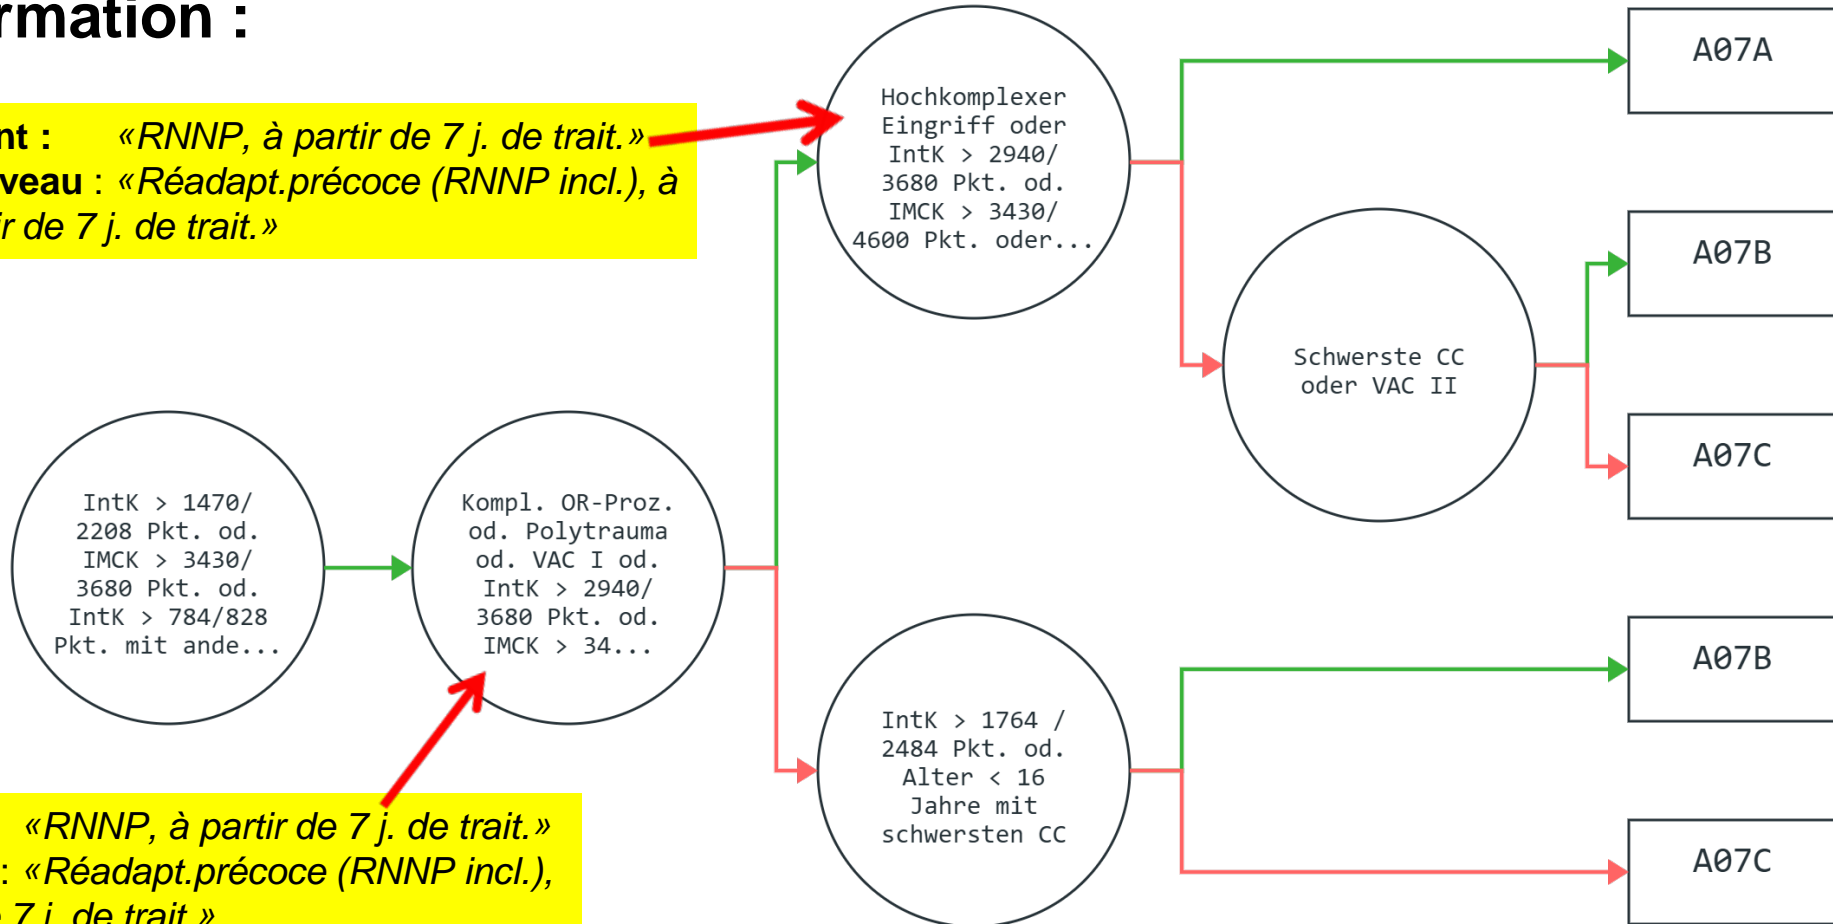 rmation :
nt : «RNNP, à partir de 7 j. de trait.»
veau : «Réadapt.précoce (RNNP incl.), à
ir de 7 j. de trait.»
Hochkomplexer
Eingriff oder
IntK > 2940/
3680 Pkt. od.
IMCK > 3430/
4600 Pkt. oder...
A07A
A07B
Schwerste CC
oder VAC II
A07C
IntK > 1470/
2208 Pkt. od.
IMCK > 3430/
3680 Pkt. od.
IntK > 784/828
Pkt. mit ande...
Kompl. OR-Proz.
od. Polytrauma
od. VAC I od.
IntK > 2940/
3680 Pkt. od.
IMCK > 34...
A07B
IntK > 1764 /
2484 Pkt. od.
Alter < 16
Jahre mit
schwersten CC
A07C
«RNNP, à partir de 7 j. de trait.»
: «Réadapt.précoce (RNNP incl.),
e 7 j. de trait.»